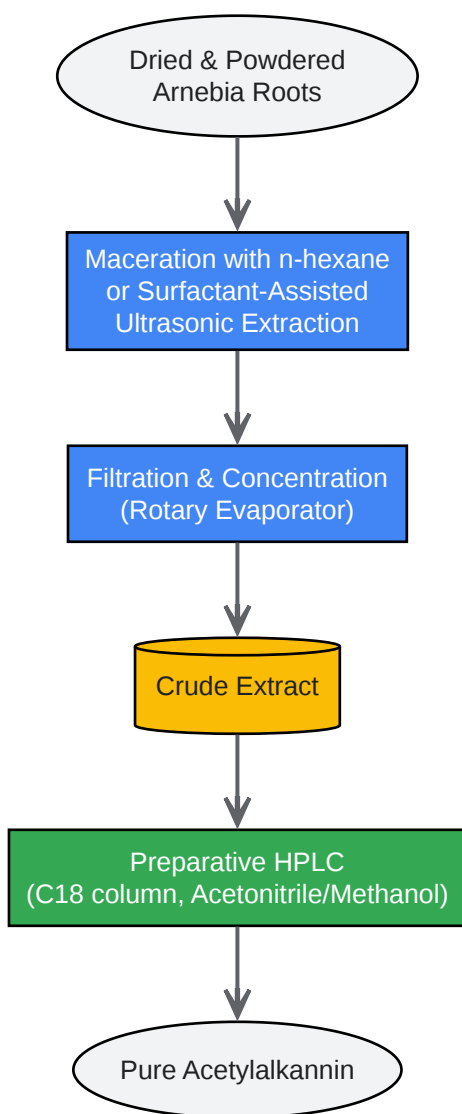 Dried & Powdered
Arnebia Roots
Maceration with n-hexane
or Surfactant-Assisted
Ultrasonic Extraction
Filtration & Concentration
(Rotary Evaporator)
Crude Extract
Preparative HPLC
(C18 column, Acetonitrile/Methanol)
Pure Acetylalkannin